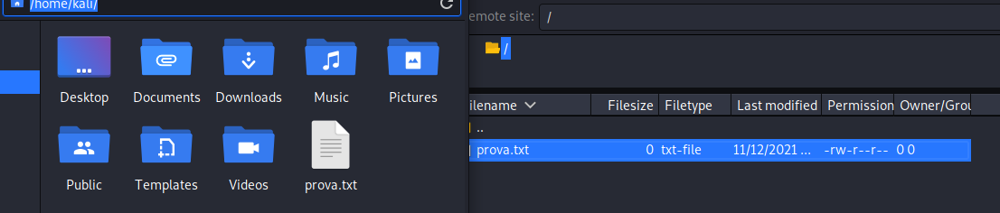 /home/kali/
Desktop Documents Downloads Music Pictures
Public Templates Videos prova.txt
emote site: /
/
ilename Filesize Filetype Last modified Permission Owner/Grou
..
prova.txt 0 txt-file 11/12/2021 ... -rw-r--r-- 0 0